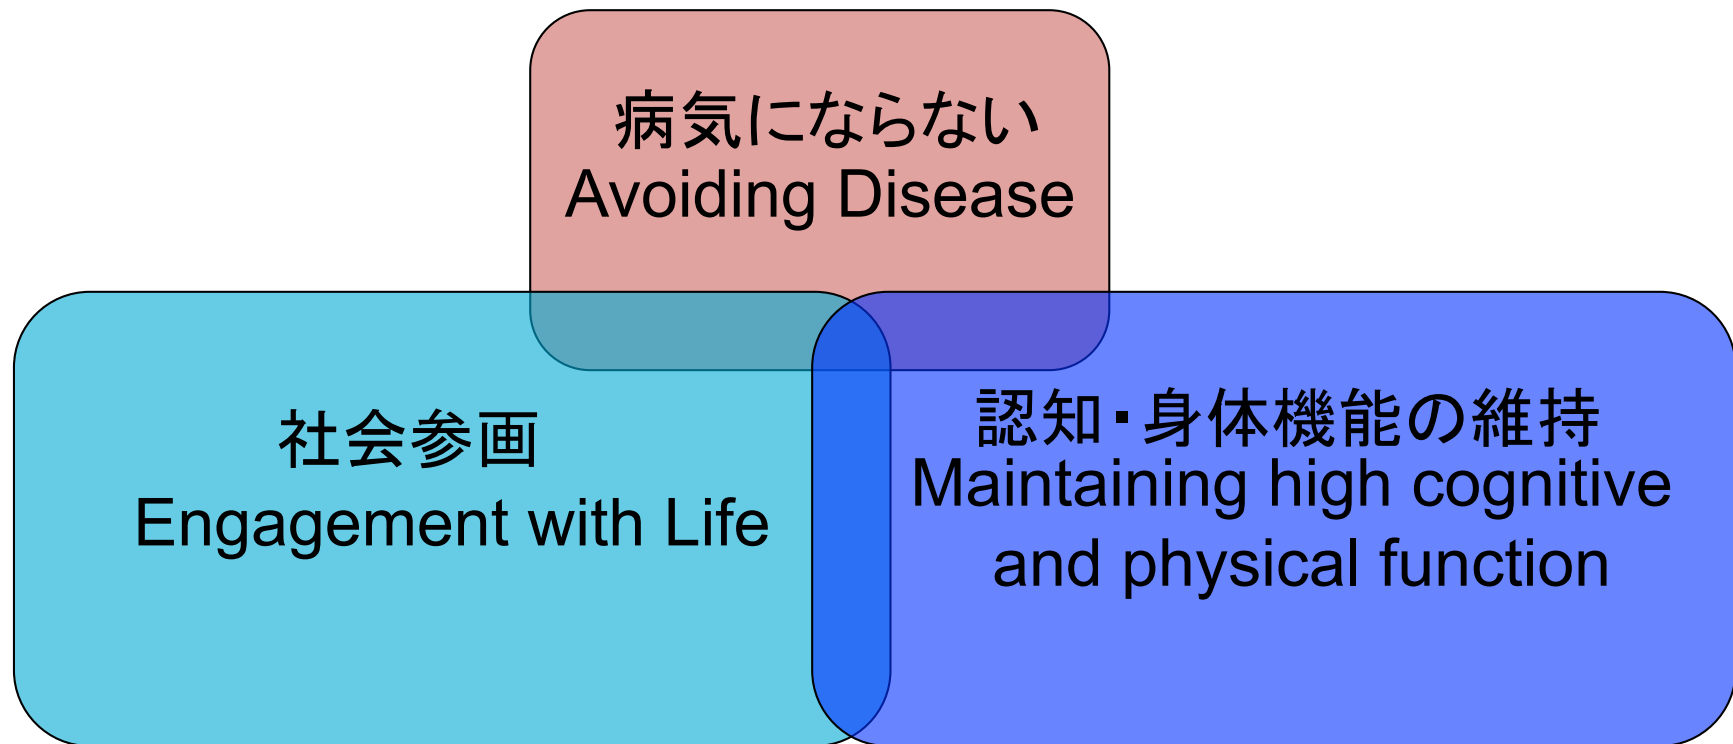 病気にならない
Avoiding Disease
社会参画
Engagement with Life
認知・身体機能の維持
Maintaining high cognitive
and physical function